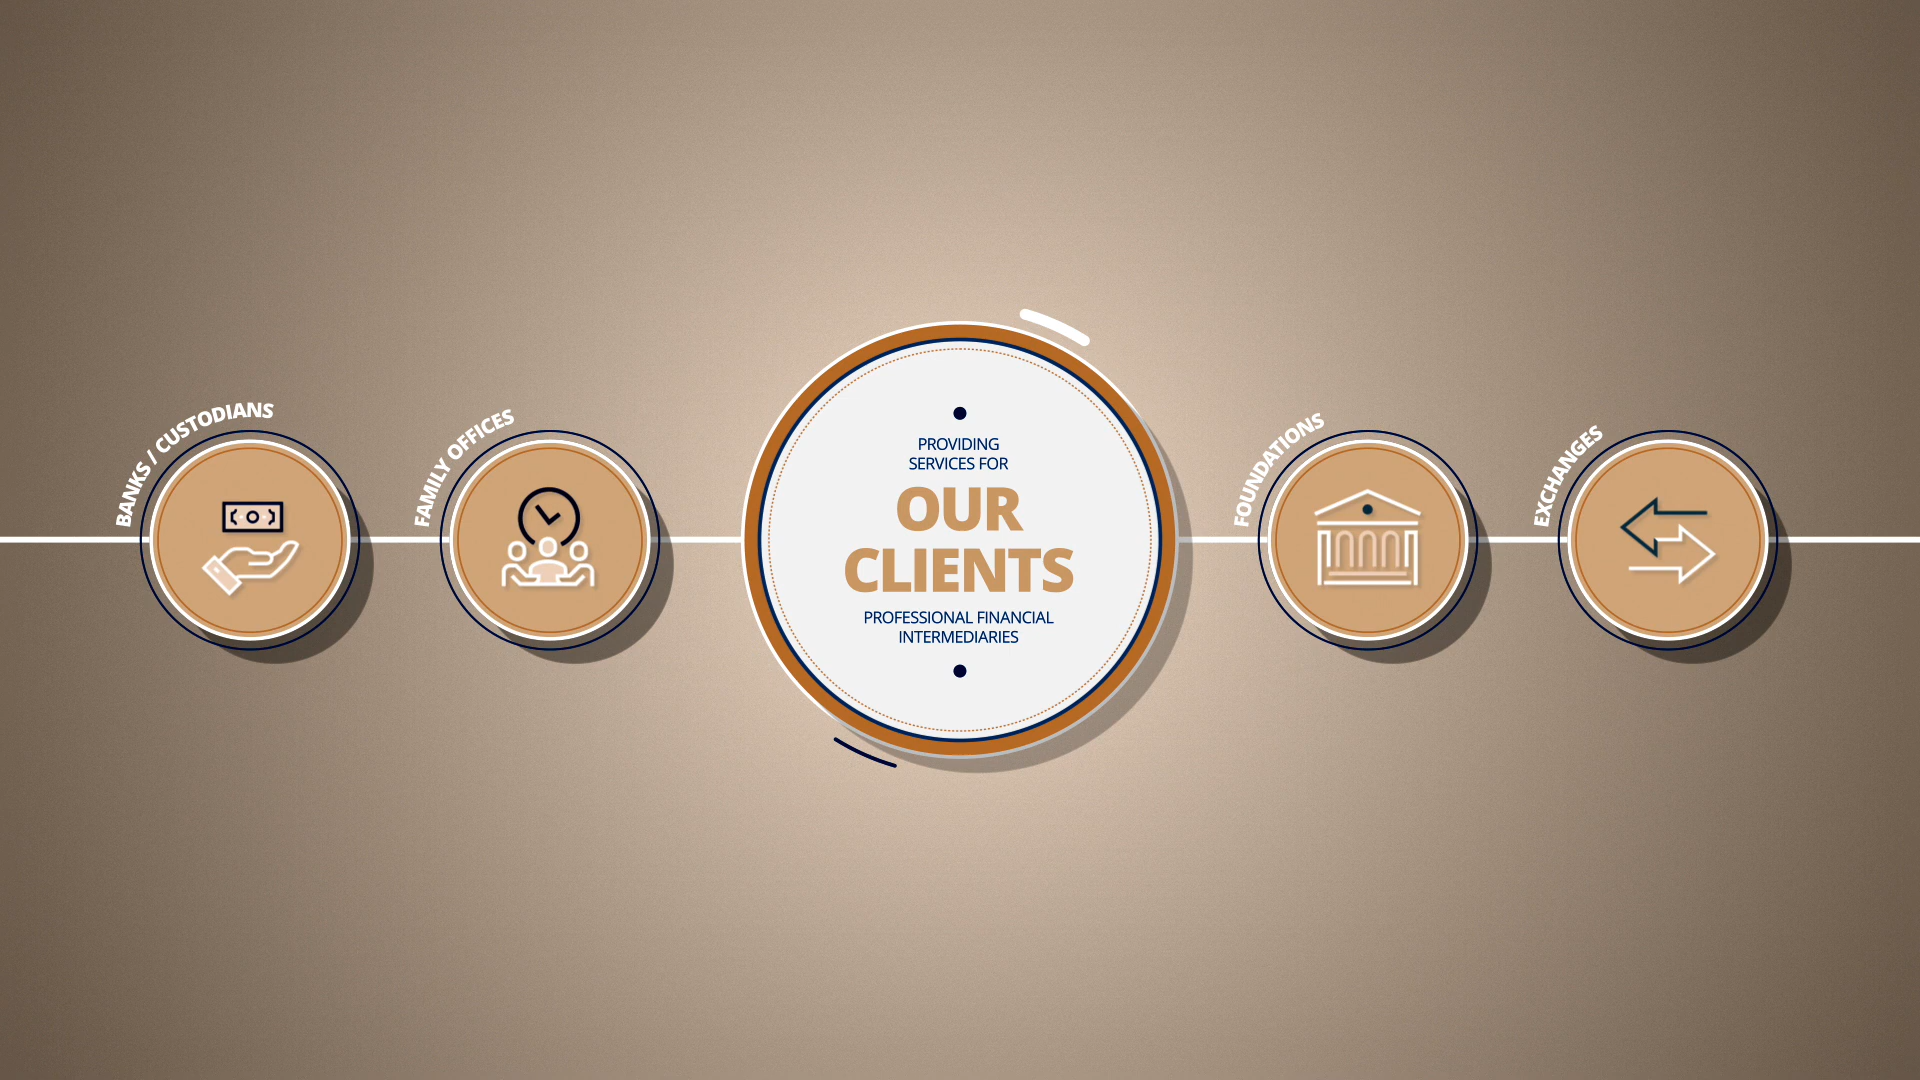 BANKS / CUSTODIANS
FAMILY OFFICES
PROVIDING
SERVICES FOR
OUR
CLIENTS
PROFESSIONAL FINANCIAL
INTERMEDIARIES
FOUNDATIONS
EXCHANGES